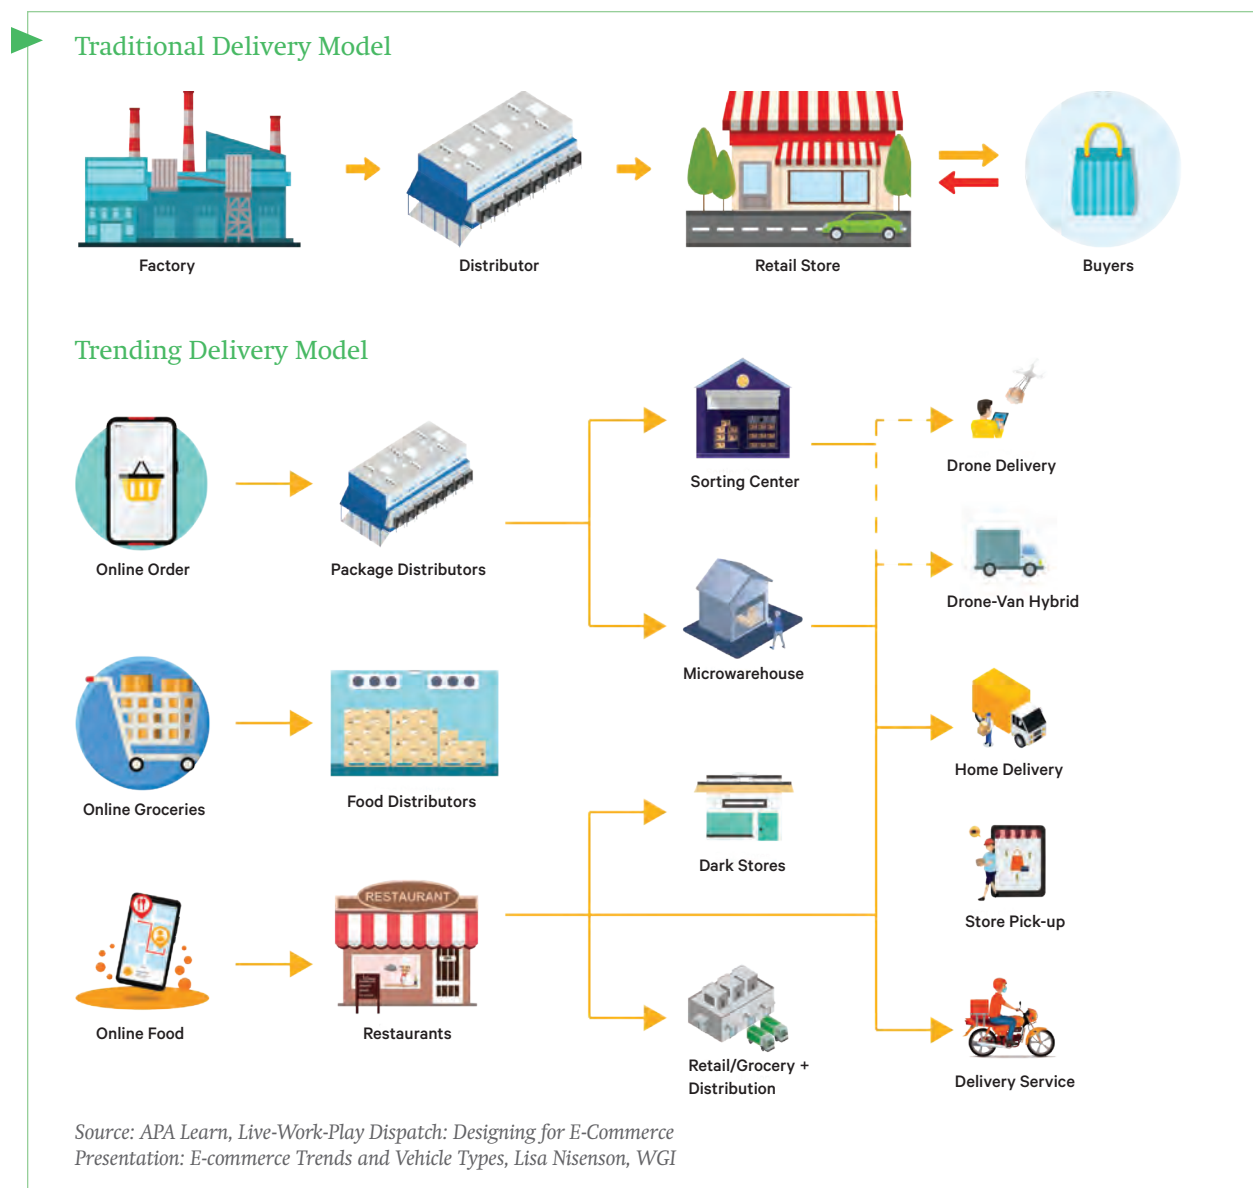 Traditional Delivery Model
Factory
Distributor
Retail Store
Buyers
Trending Delivery Model
Online Order
Package Distributors
Sorting Center
Microwarehouse
Drone Delivery
Drone-Van Hybrid
Online Groceries
Food Distributors
Dark Stores
Home Delivery
Store Pick-up
RESTAURANT
Online Food
Restaurants
Retail/Grocery +
Distribution
Delivery Service
Source: APA Learn, Live-Work-Play Dispatch: Designing for E-Commerce
Presentation: E-commerce Trends and Vehicle Types, Lisa Nisenson, WGI